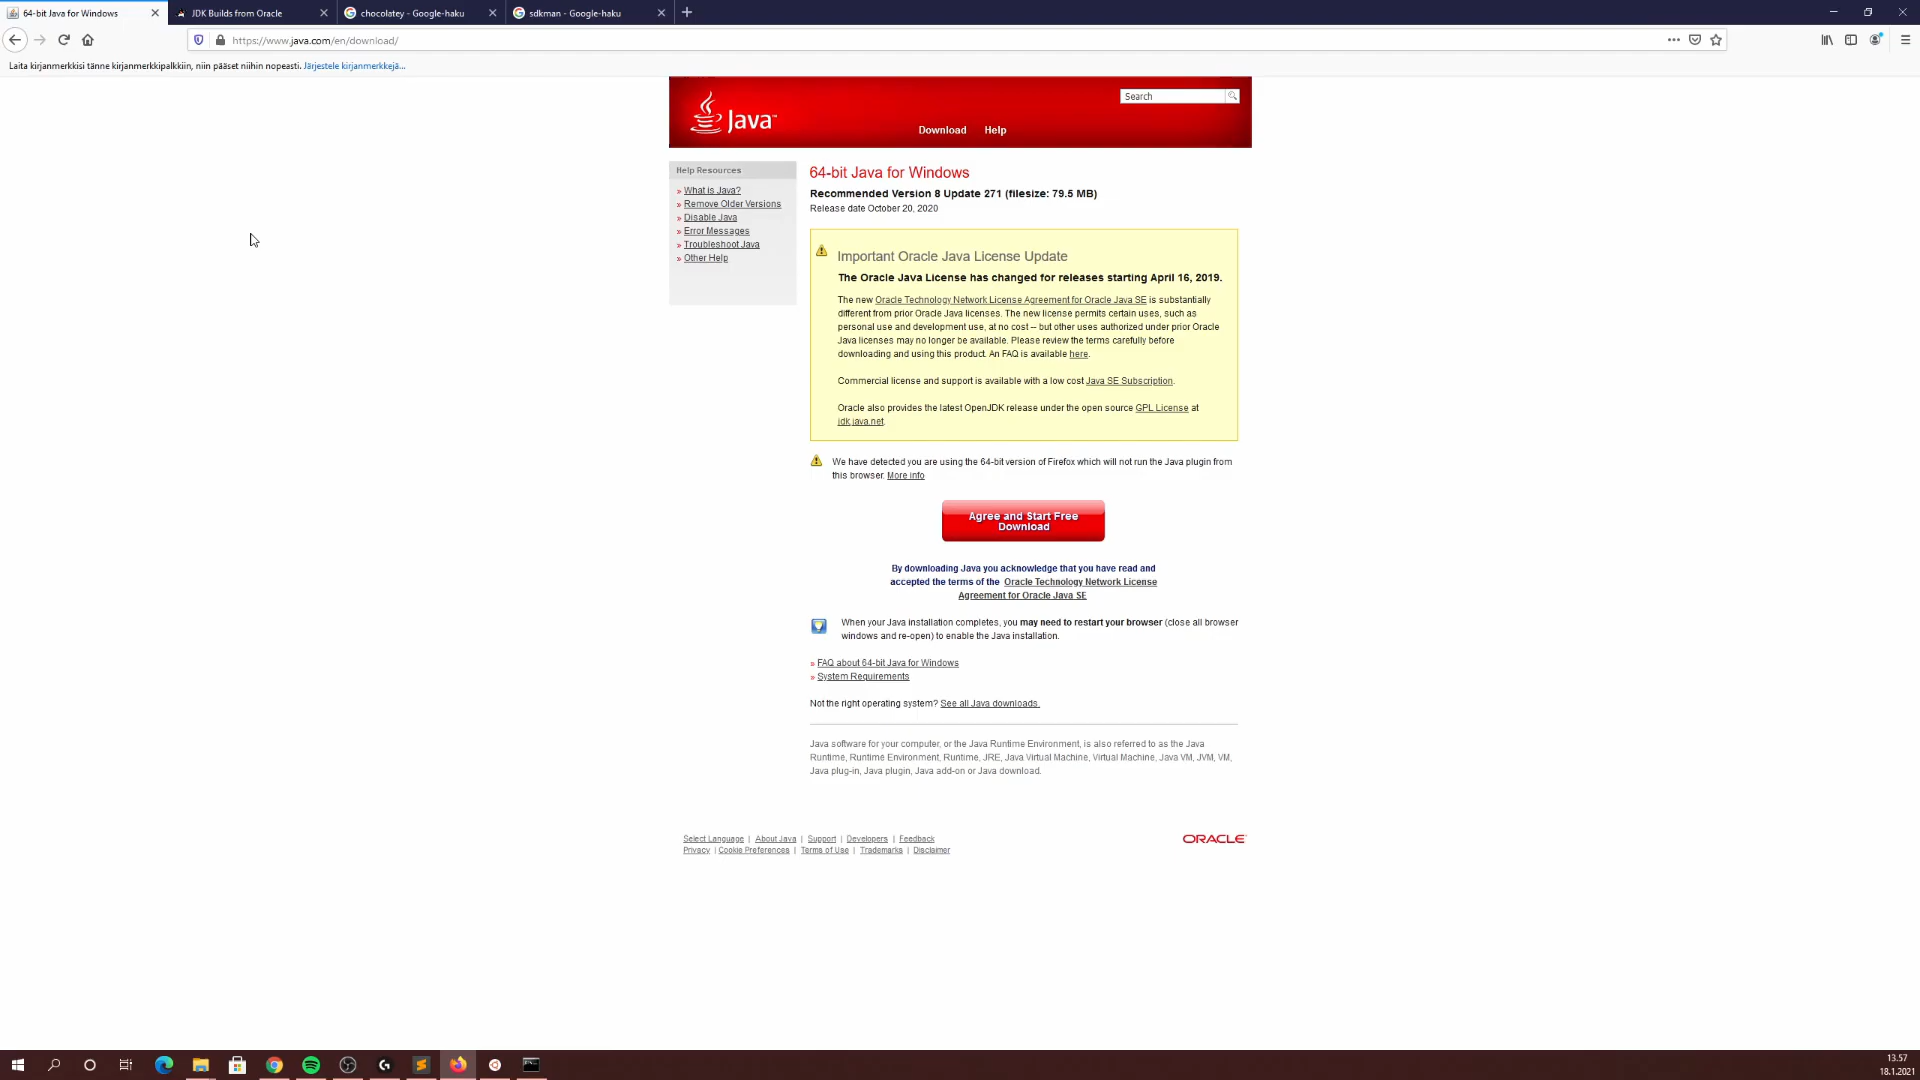 64-bit Java for Windows
JDK Builds from Oracle
chocolatey - Google-haku
sdkman - Google-haku
https://www.java.com/en/download/
Laita kirjanmerkkisi tänne kirjanmerkkipalkkiin, niin pääset niihin nopeasti. Järjestele kirjanmerkkejä...
Search
Java™
Download Help
Help Resources
» What is Java?
» Remove Older Versions
» Disable Java
» Error Messages
» Troubleshoot Java
» Other Help
64-bit Java for Windows
Recommended Version 8 Update 271 (filesize: 79.5 MB)
Release date October 20, 2020
Important Oracle Java License Update
The Oracle Java License has changed for releases starting April 16, 2019.
The new Oracle Technology Network License Agreement for Oracle Java SE is substantially
different from prior Oracle Java licenses. The new license permits certain uses, such as
personal use and development use, at no cost -- but other uses authorized under prior Oracle
Java licenses may no longer be available. Please review the terms carefully before
downloading and using this product. An FAQ is available here.
Commercial license and support is available with a low cost Java SE Subscription.
Oracle also provides the latest OpenJDK release under the open source GPL License at
jdk.java.net.
We have detected you are using the 64-bit version of Firefox which will not run the Java plugin from
this browser. More info
Agree and Start Free
Download
By downloading Java you acknowledge that you have read and
accepted the terms of the Oracle Technology Network License
Agreement for Oracle Java SE
When your Java installation completes, you may need to restart your browser (close all browser
windows and re-open) to enable the Java installation.
» FAQ about 64-bit Java for Windows
» System Requirements
Not the right operating system? See all Java downloads.
Java software for your computer, or the Java Runtime Environment, is also referred to as the Java
Runtime, Runtime Environment, Runtime, JRE, Java Virtual Machine, Virtual Machine, Java VM, JVM, VM,
Java plug-in, Java plugin, Java add-on or Java download.
Select Language | About Java | Support | Developers | Feedback
Privacy | Cookie Preferences | Terms of Use | Trademarks | Disclaimer
ORACLE
13.57
18.1.2021